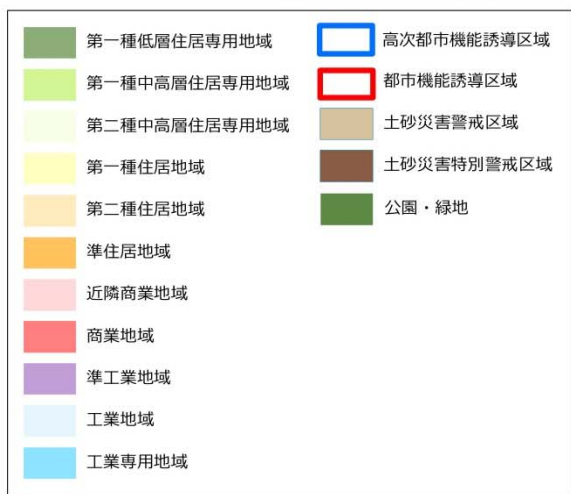 第一種低層住居専用地域
第一種中高層住居専用地域
第二種中高層住居専用地域
第一種住居地域
第二種住居地域
準住居地域
近隣商業地域
商業地域
準工業地域
工業地域
工業専用地域
高次都市機能誘導区域
都市機能誘導区域
土砂災害警戒区域
土砂災害特別警戒区域
公園・緑地